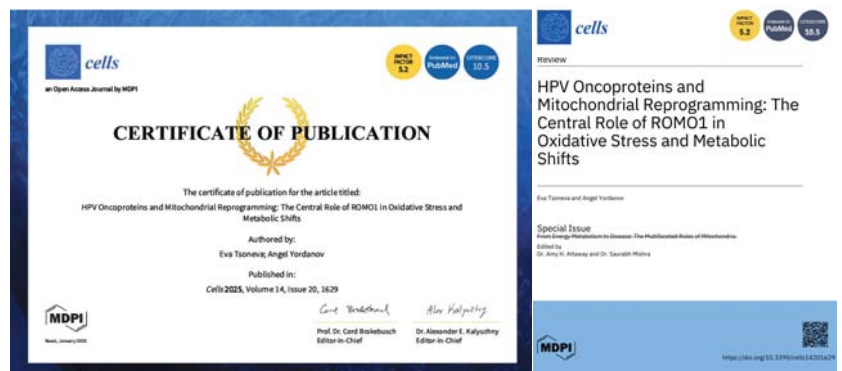 cells
IMPACT FACTOR 5.2
Indexed in PubMed
CITESCORE 10.5
an Open Access Journal by MDPI
CERTIFICATE OF PUBLICATION
The certificate of publication for the article titled:
HPV Oncoproteins and Mitochondrial Reprogramming: The Central Role of ROMO1 in Oxidative Stress and
Metabolic Shifts
Authored by:
Eva Tsoneva; Angel Yordanov
Published in:
Cells 2025, Volume 14, Issue 20, 1629
MDPI
Basel, January 2026
Prof. Dr. Cord Brakebusch
Editor-in-Chief
Dr. Alexander E. Kalyuzhny
Editor-in-Chief
cells
IMPACT FACTOR 5.2
Indexed in PubMed
CITESCORE 10.5
Review
HPV Oncoproteins and
Mitochondrial Reprogramming: The
Central Role of ROMO1 in
Oxidative Stress and Metabolic
Shifts
Eva Tsoneva and Angel Yordanov
Special Issue
From Energy Metabolism to Disease: The Multifaceted Roles of Mitochondria
Edited by
Dr. Amy H. Attaway and Dr. Saurabh Mishra
MDPI
https://doi.org/10.3390/cells14201629